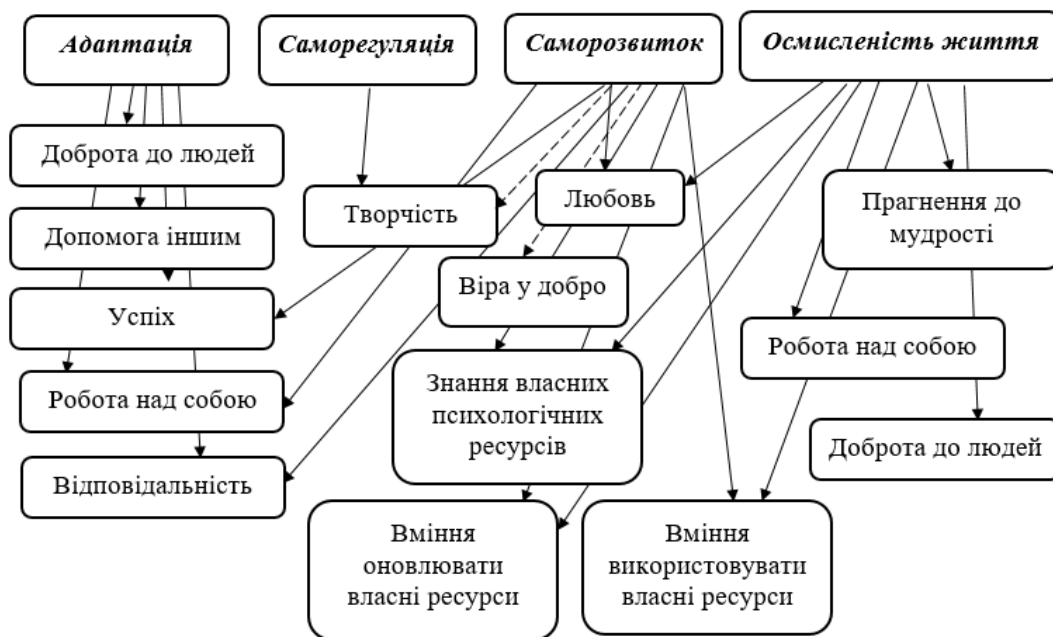 Адаптація
Саморегуляція
Саморозвиток
Осмисленість життя
Доброта до людей
Творчість
Любовь
Прагнення до
мудрості
Допомога іншим
Віра у добро
Успіх
Робота над собою
Робота над собою
Знання власних
психологічних
ресурсів
Доброта до людей
Відповідальність
Вміння
оновлювати
власні ресурси
Вміння
використовувати
власні ресурси